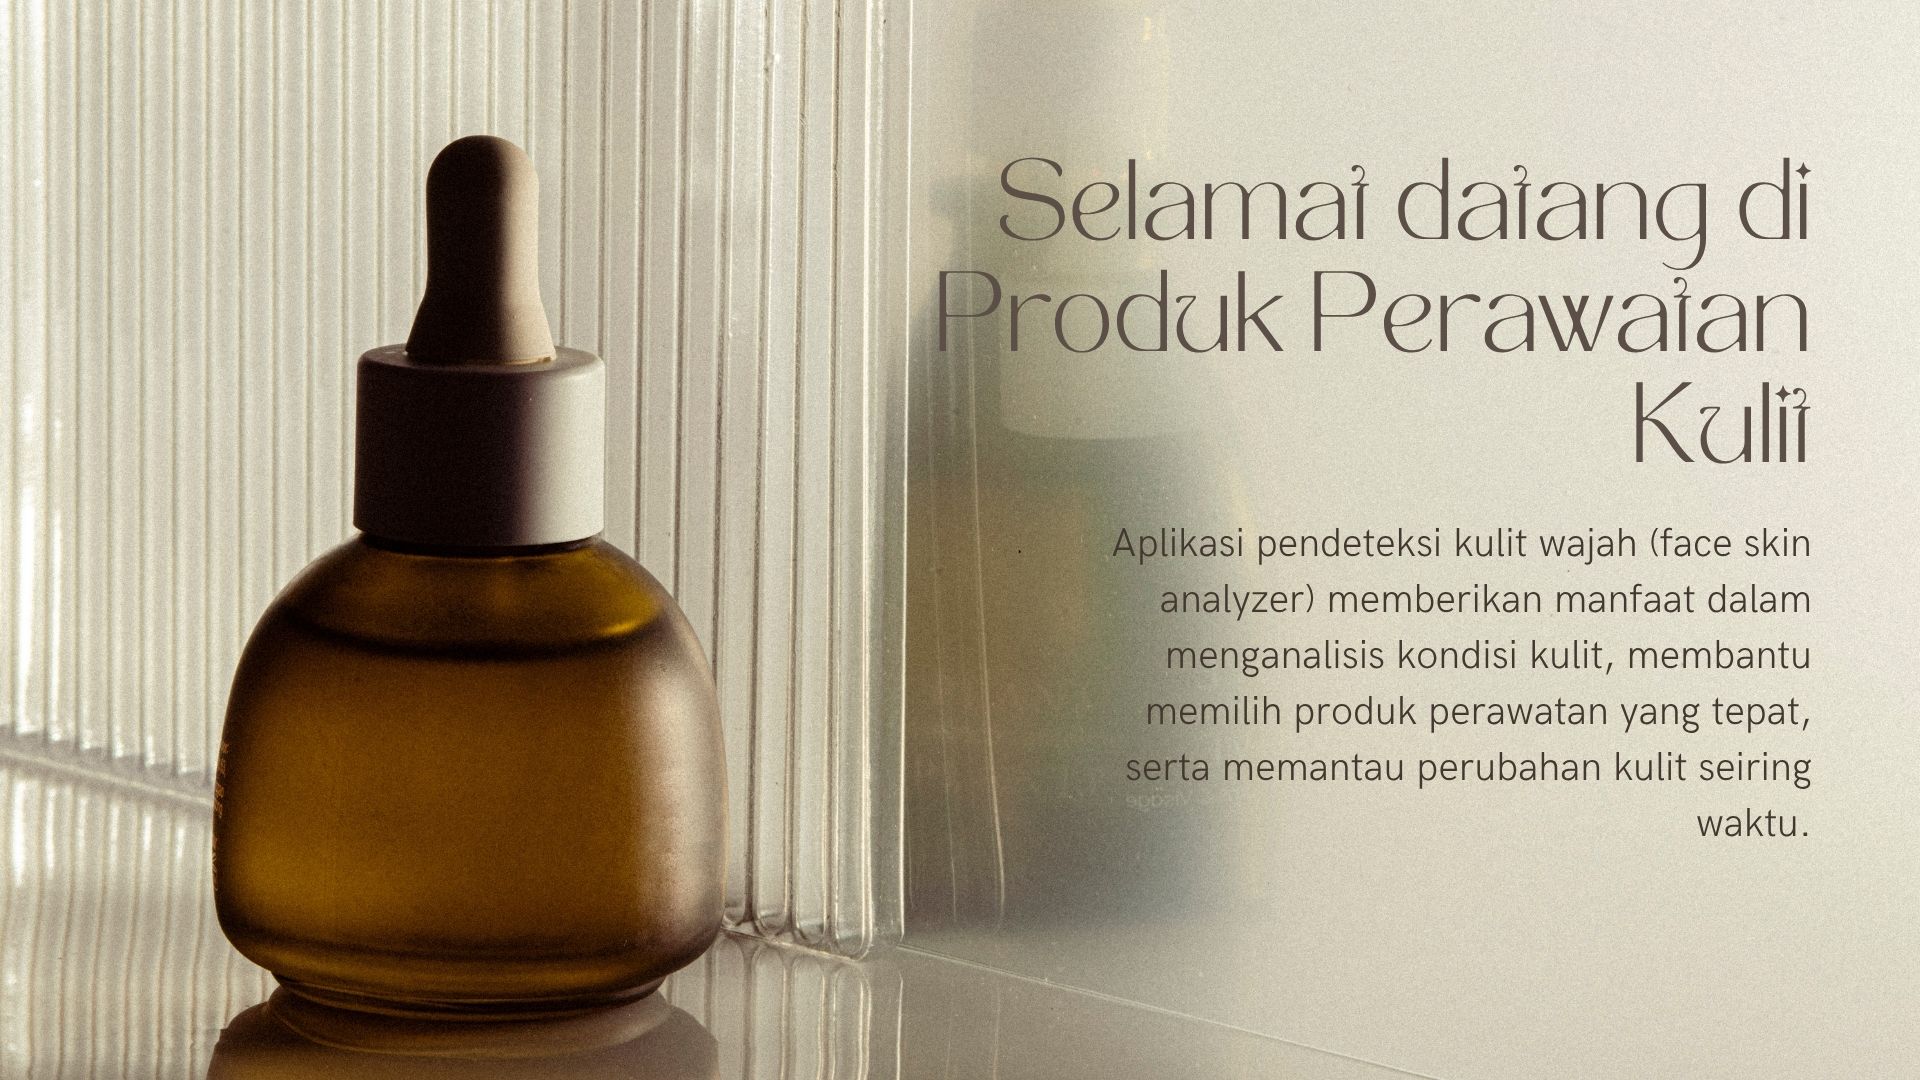 Selamat datang di
Produk Perawatan
Kulit
Aplikasi pendeteksi kulit wajah (face skin
analyzer) memberikan manfaat dalam
menganalisis kondisi kulit, membantu
memilih produk perawatan yang tepat,
serta memantau perubahan kulit seiring
waktu.